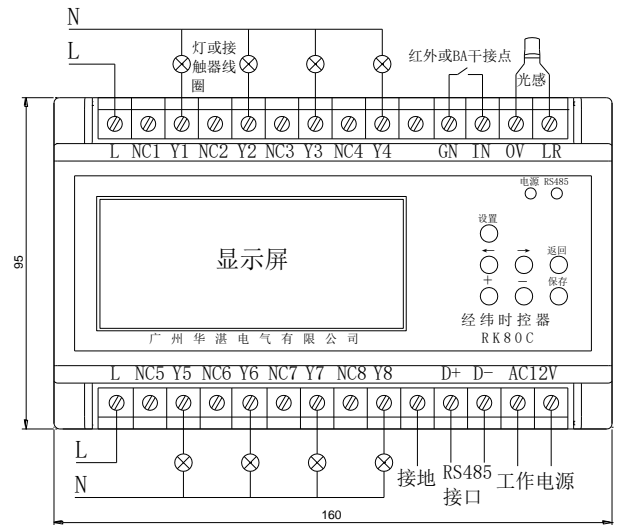 N
L
灯或接
触器线
圈
红外或BA干接点
光感
L NC1 Y1 NC2 Y2 NC3 Y3 NC4 Y4 GN IN OV LR
电源 RS485
设置
显示屏
← →
返回
+ −
保存
经纬时控器
RK80C
广州华湛电气有限公司
95
L NC5 Y5 NC6 Y6 NC7 Y7 NC8 Y8 D+ D- AC12V
L
N
接地
RS485
接口
工作电源
160